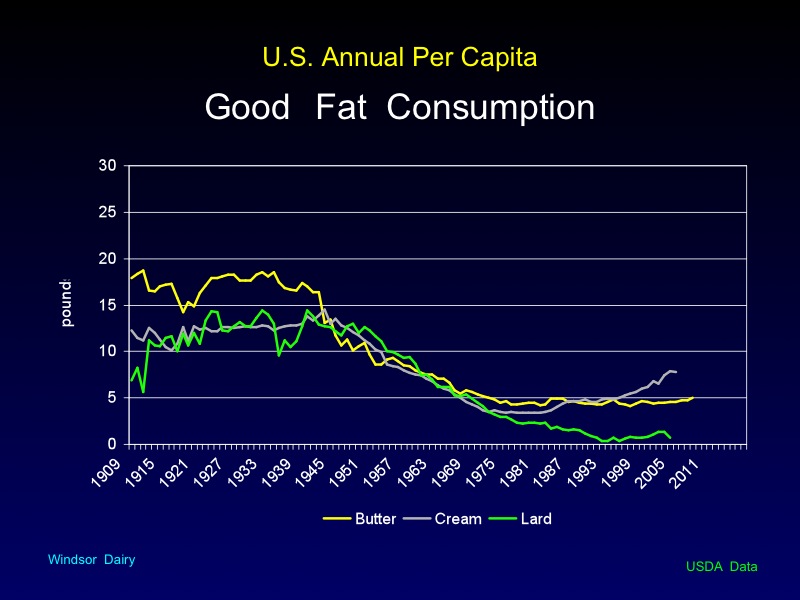 U.S. Annual Per Capita
Good Fat Consumption
30
25
20
15
10
5
0
pounds
1909 1915 1921 1927 1933 1939 1945 1951 1957 1963 1969 1975 1981 1987 1993 1999 2005 2011
Butter Cream Lard
Windsor Dairy
USDA Data